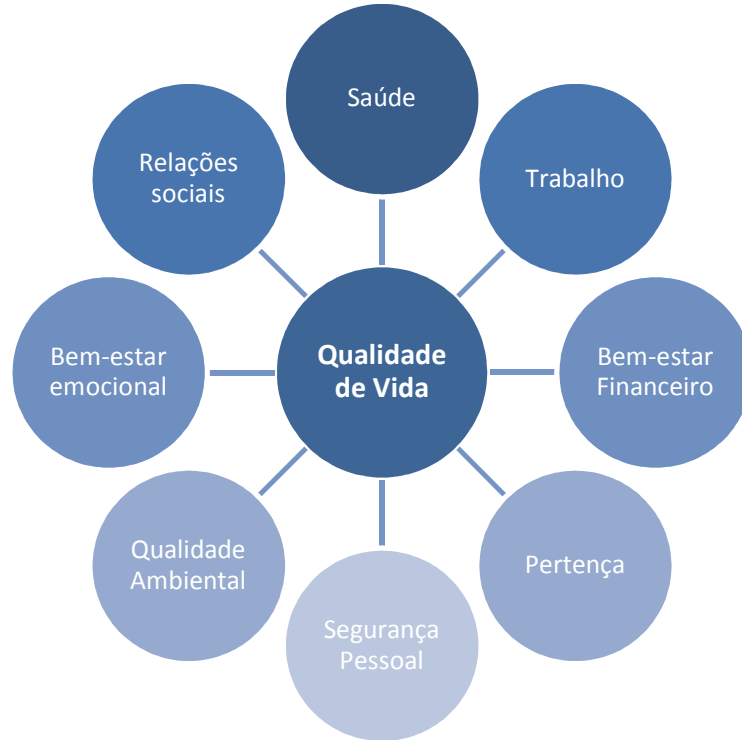 Saúde
Trabalho
Bem-estar
Financeiro
Pertença
Segurança
Pessoal
Qualidade
Ambiental
Bem-estar
emocional
Relações
sociais
Qualidade
de Vida